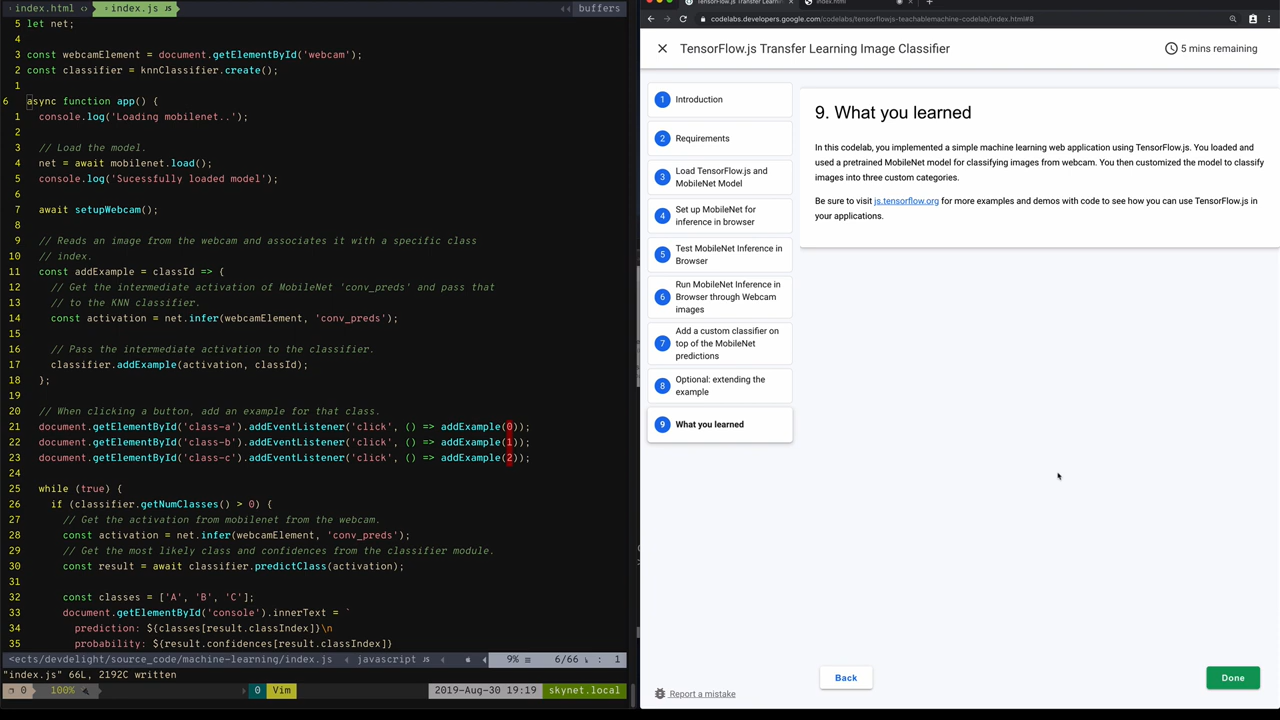 index.html <> › index.js JS
buffers
5 let net;
4
3 const webcamElement = document.getElementById('webcam');
2 const classifier = knnClassifier.create();
1
6 async function app() {
1 console.log('Loading mobilenet..');
2
3 // Load the model.
4 net = await mobilenet.load();
5 console.log('Sucessfully loaded model');
6
7 await setupWebcam();
8
9 // Reads an image from the webcam and associates it with a specific class
10 // index.
11 const addExample = classId => {
12 // Get the intermediate activation of MobileNet 'conv_preds' and pass that
13 // to the KNN classifier.
14 const activation = net.infer(webcamElement, 'conv_preds');
15
16 // Pass the intermediate activation to the classifier.
17 classifier.addExample(activation, classId);
18 };
19
20 // When clicking a button, add an example for that class.
21 document.getElementById('class-a').addEventListener('click', () => addExample(0));
22 document.getElementById('class-b').addEventListener('click', () => addExample(1));
23 document.getElementById('class-c').addEventListener('click', () => addExample(2));
24
25 while (true) {
26 if (classifier.getNumClasses() > 0) {
27 // Get the activation from mobilenet from the webcam.
28 const activation = net.infer(webcamElement, 'conv_preds');
29 // Get the most likely class and confidences from the classifier module.
30 const result = await classifier.predictClass(activation);
31
32 const classes = ['A', 'B', 'C'];
33 document.getElementById('console').innerText = `
34 prediction: ${classes[result.classIndex]}\n
35 probability: ${result.confidences[result.classIndex]}
<ects/devdelight/source_code/machine-learning/index.js javascript JS 9% ≡ 6/66 : 1
"index.js" 66L, 2192C written
0 100% 0 Vim 2019-Aug-30 19:19 skynet.local
TensorFlow.js Transfer Learnin × index.html
codelabs.developers.google.com/codelabs/tensorflowjs-teachablemachine-codelab/index.html#8
TensorFlow.js Transfer Learning Image Classifier
5 mins remaining
1 Introduction
2 Requirements
3 Load TensorFlow.js and
MobileNet Model
4 Set up MobileNet for
inference in browser
5 Test MobileNet Inference in
Browser
6 Run MobileNet Inference in
Browser through Webcam
images
7 Add a custom classifier on
top of the MobileNet
predictions
8 Optional: extending the
example
9 What you learned
9. What you learned
In this codelab, you implemented a simple machine learning web application using TensorFlow.js. You loaded and
used a pretrained MobileNet model for classifying images from webcam. You then customized the model to classify
images into three custom categories.
Be sure to visit js.tensorflow.org for more examples and demos with code to see how you can use TensorFlow.js in
your applications.
Back
Done
Report a mistake